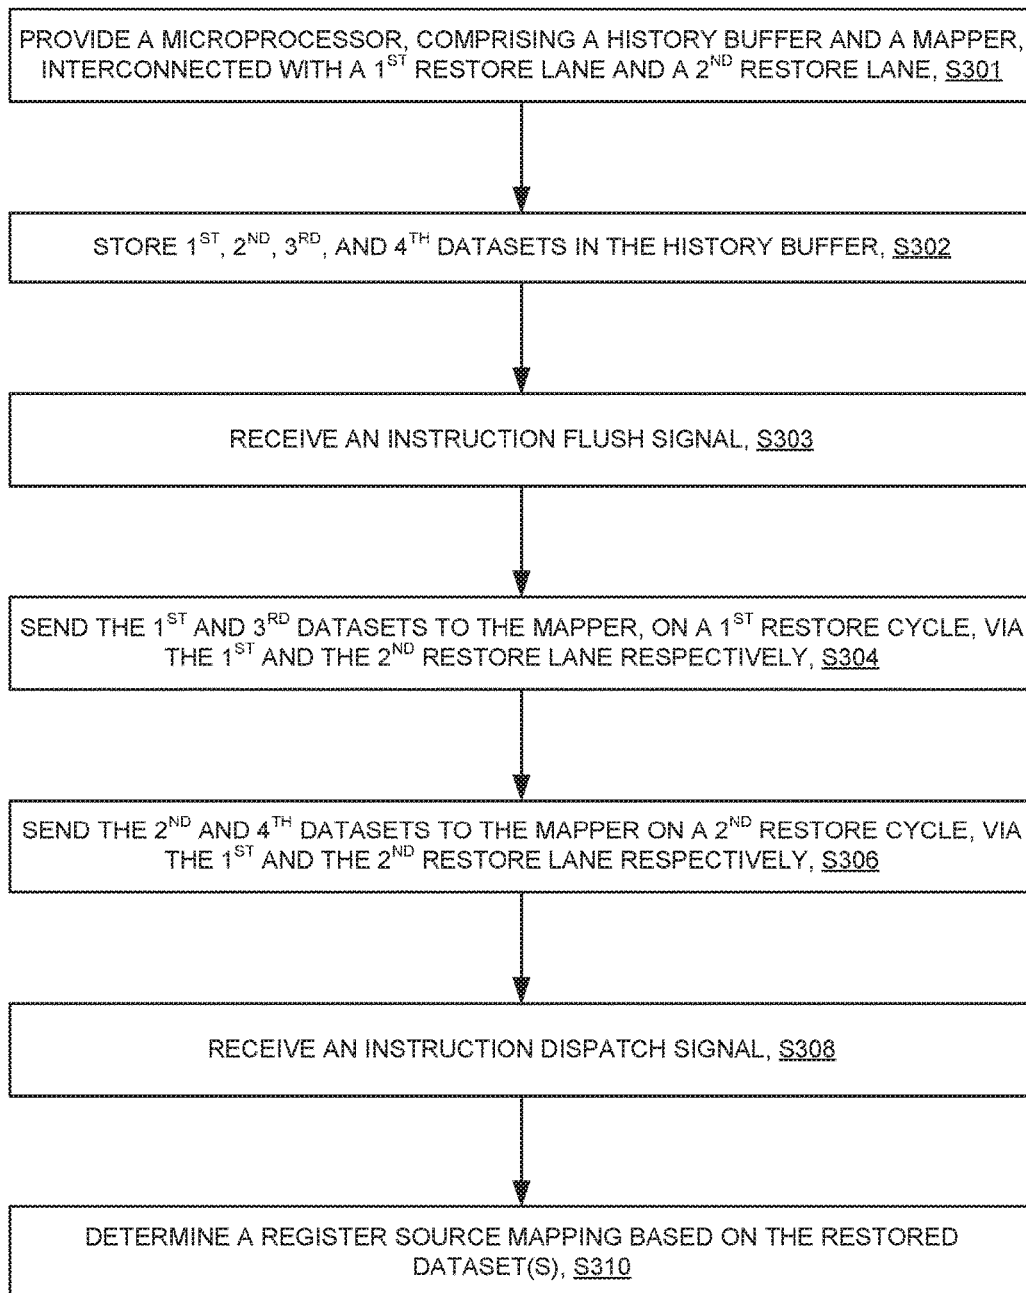 PROVIDE A MICROPROCESSOR, COMPRISING A HISTORY BUFFER AND A MAPPER,
INTERCONNECTED WITH A 1ST RESTORE LANE AND A 2ND RESTORE LANE, S301
STORE 1ST, 2ND, 3RD, AND 4TH DATASETS IN THE HISTORY BUFFER, S302
RECEIVE AN INSTRUCTION FLUSH SIGNAL, S303
SEND THE 1ST AND 3RD DATASETS TO THE MAPPER, ON A 1ST RESTORE CYCLE, VIA
THE 1ST AND THE 2ND RESTORE LANE RESPECTIVELY, S304
SEND THE 2ND AND 4TH DATASETS TO THE MAPPER ON A 2ND RESTORE CYCLE, VIA
THE 1ST AND THE 2ND RESTORE LANE RESPECTIVELY, S306
RECEIVE AN INSTRUCTION DISPATCH SIGNAL, S308
DETERMINE A REGISTER SOURCE MAPPING BASED ON THE RESTORED
DATASET(S), S310